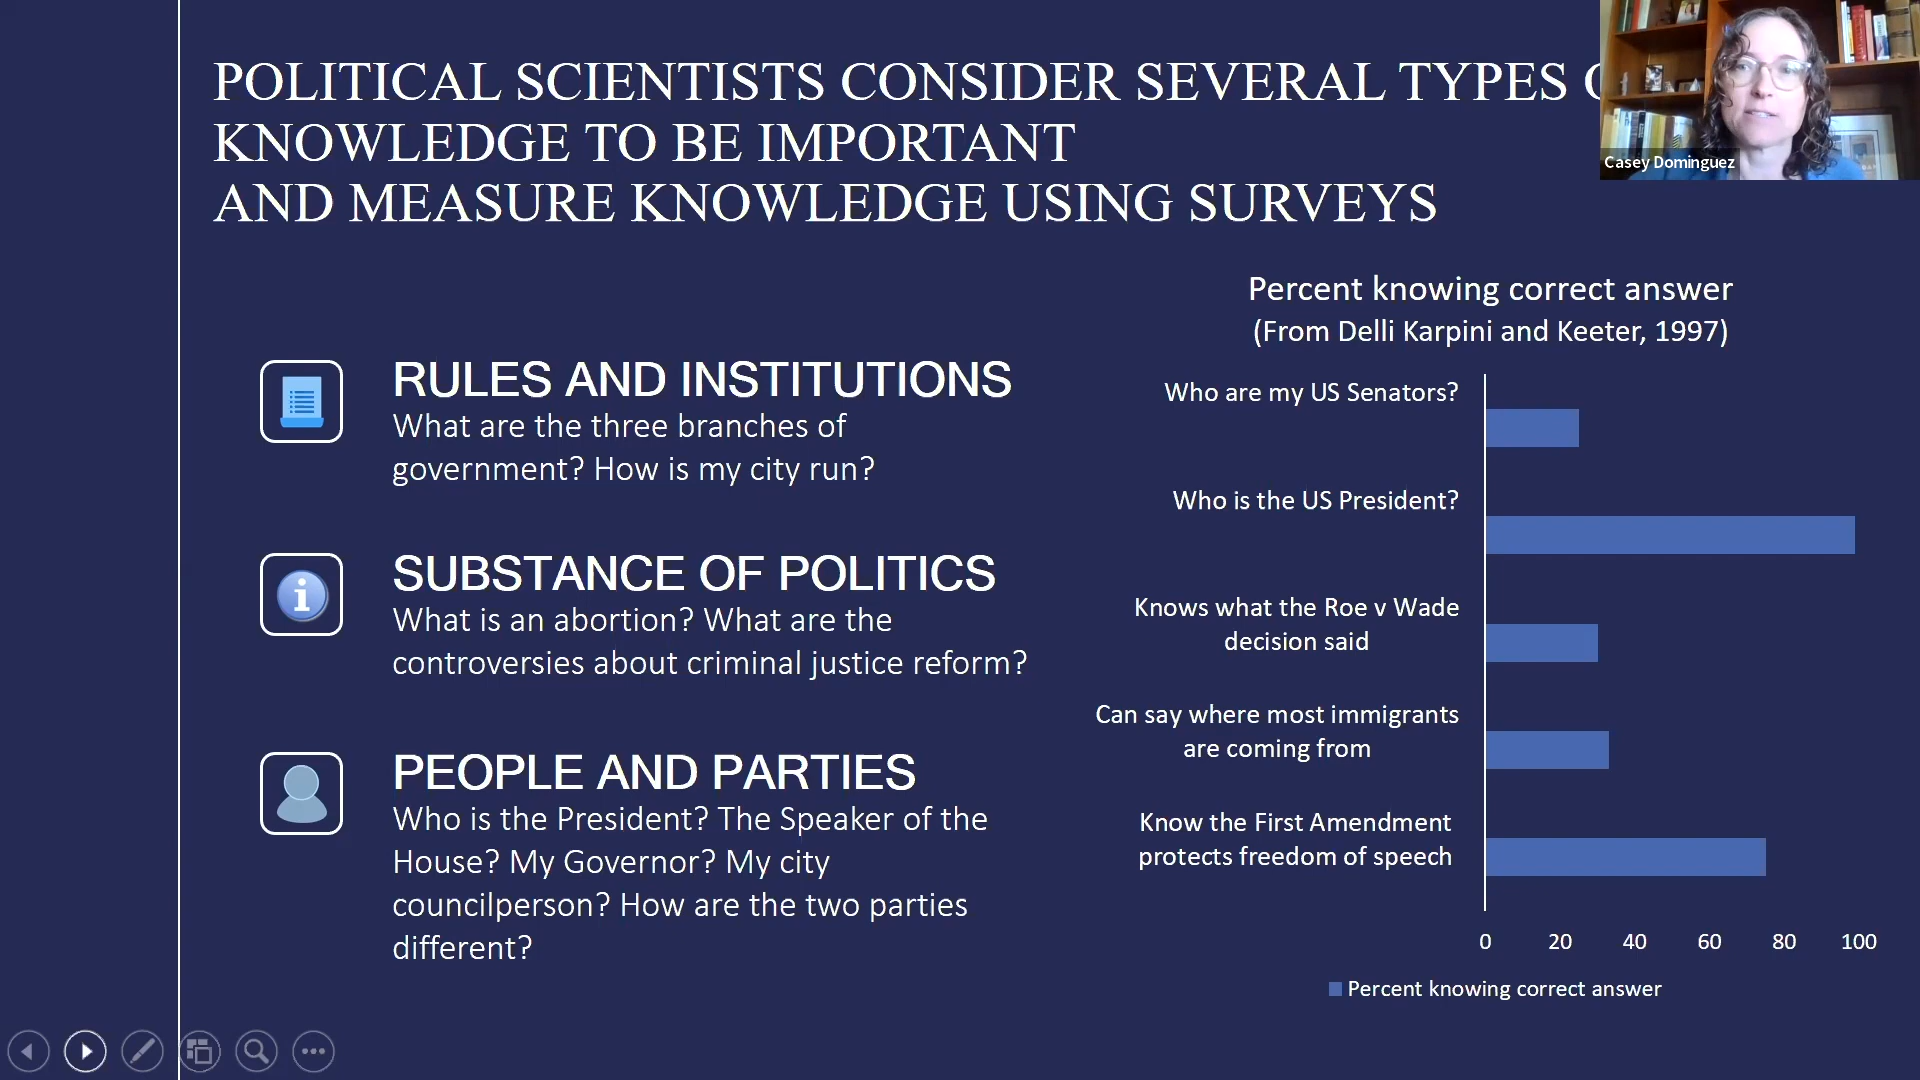 POLITICAL SCIENTISTS CONSIDER SEVERAL TYPES
KNOWLEDGE TO BE IMPORTANT
AND MEASURE KNOWLEDGE USING SURVEYS
Casey Dominguez
RULES AND INSTITUTIONS
What are the three branches of
government? How is my city run?
SUBSTANCE OF POLITICS
What is an abortion? What are the
controversies about criminal justice reform?
PEOPLE AND PARTIES
Who is the President? The Speaker of the
House? My Governor? My city
councilperson? How are the two parties
different?
Percent knowing correct answer
(From Delli Karpini and Keeter, 1997)
Who are my US Senators?
Who is the US President?
Knows what the Roe v Wade
decision said
Can say where most immigrants
are coming from
Know the First Amendment
protects freedom of speech
0 20 40 60 80 100
Percent knowing correct answer